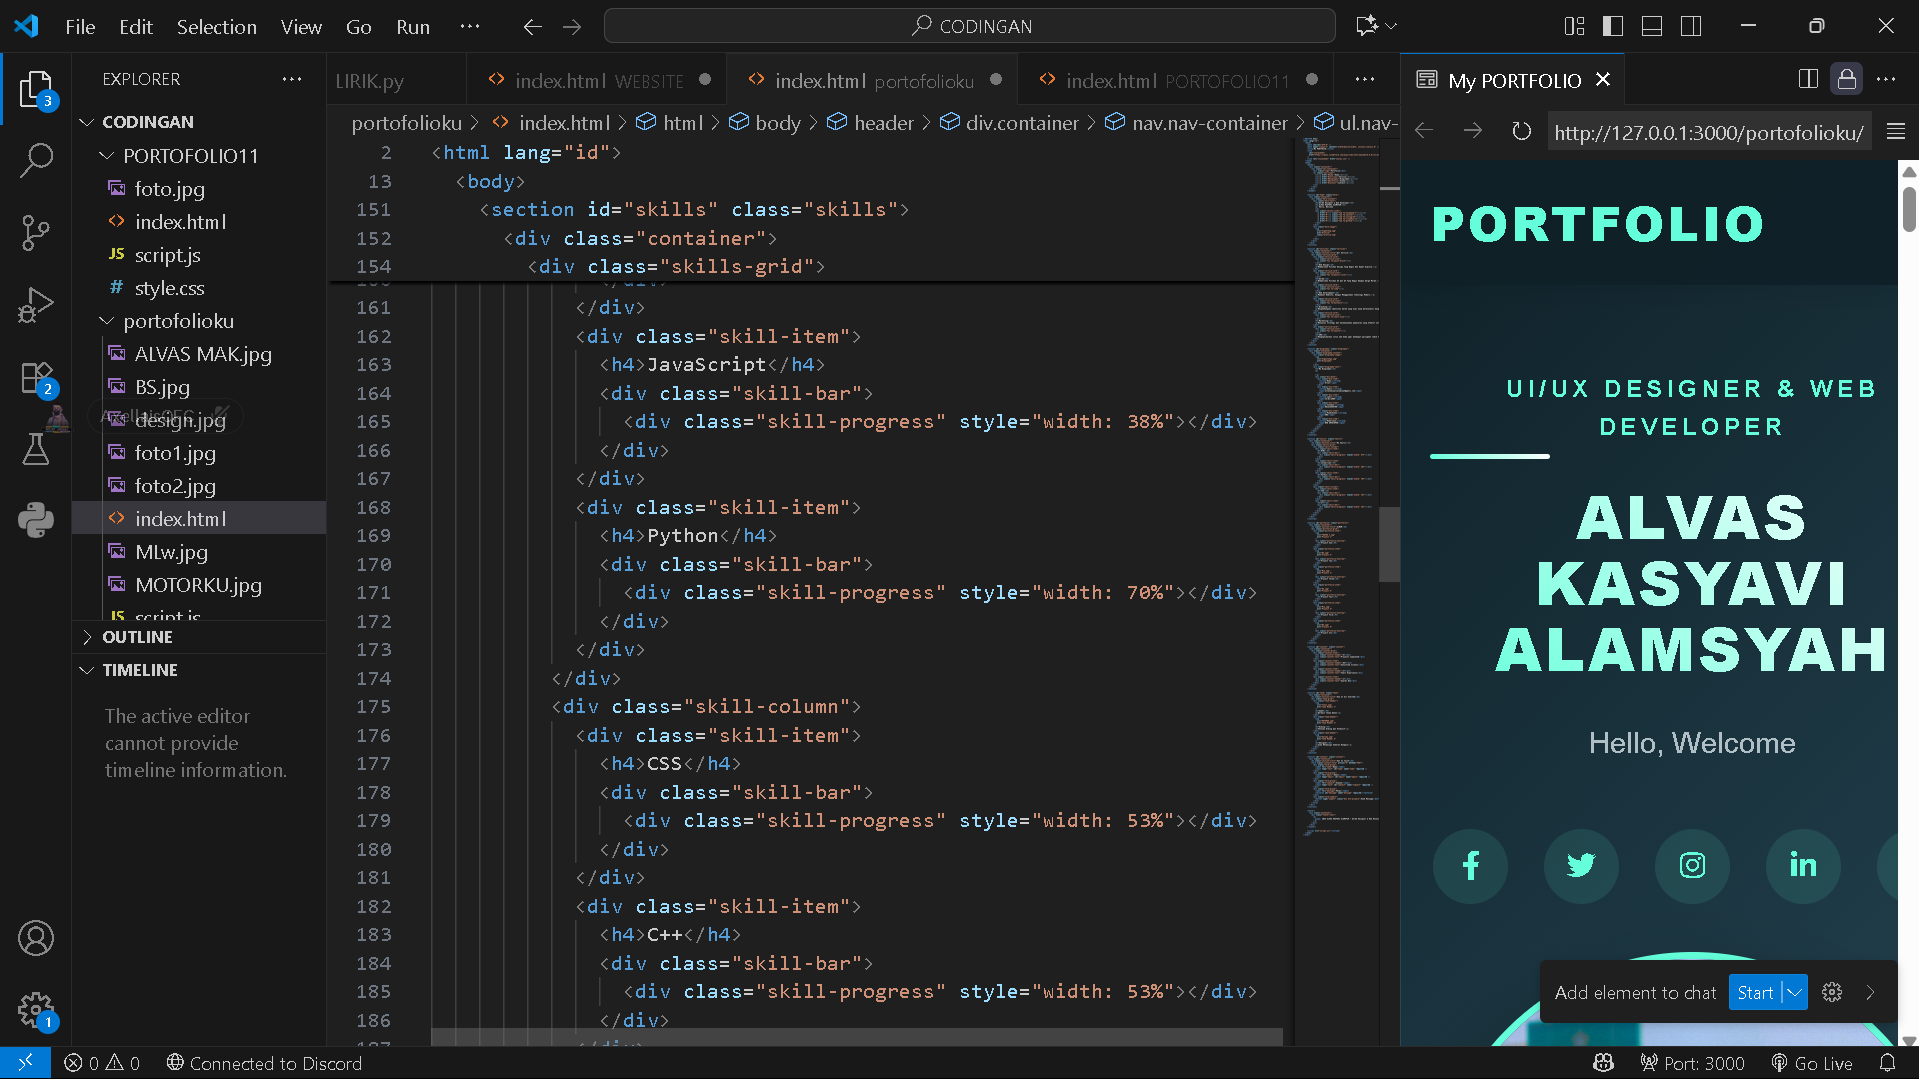 File Edit Selection View Go Run ··· CODINGAN
EXPLORER
CODINGAN
PORTOFOLIO11
foto.jpg
index.html
script.js
style.css
portofolioku
ALVAS MAK.jpg
BS.jpg
design.jpg
foto1.jpg
foto2.jpg
index.html
MLw.jpg
MOTORKU.jpg
script.js
OUTLINE
TIMELINE
The active editor
cannot provide
timeline information.
3
2
1
LIRIK.py index.html WEBSITE index.html portofolioku index.html PORTOFOLIO11
portofolioku > index.html > html > body > header > div.container > nav.nav-container > ul.nav-
2 <html lang="id">
13 <body>
151 <section id="skills" class="skills">
152 <div class="container">
154 <div class="skills-grid">
161 </div>
162 <div class="skill-item">
163 <h4>JavaScript</h4>
164 <div class="skill-bar">
165 <div class="skill-progress" style="width: 38%"></div>
166 </div>
167 </div>
168 <div class="skill-item">
169 <h4>Python</h4>
170 <div class="skill-bar">
171 <div class="skill-progress" style="width: 70%"></div>
172 </div>
173 </div>
174 </div>
175 <div class="skill-column">
176 <div class="skill-item">
177 <h4>CSS</h4>
178 <div class="skill-bar">
179 <div class="skill-progress" style="width: 53%"></div>
180 </div>
181 </div>
182 <div class="skill-item">
183 <h4>C++</h4>
184 <div class="skill-bar">
185 <div class="skill-progress" style="width: 53%"></div>
186 </div>
My PORTFOLIO
http://127.0.0.1:3000/portofolioku/
PORTFOLIO
UI/UX DESIGNER & WEB
DEVELOPER
ALVAS
KASYAVI
ALAMSYAH
Hello, Welcome
Add element to chat Start
0 0 Connected to Discord Port: 3000 Go Live